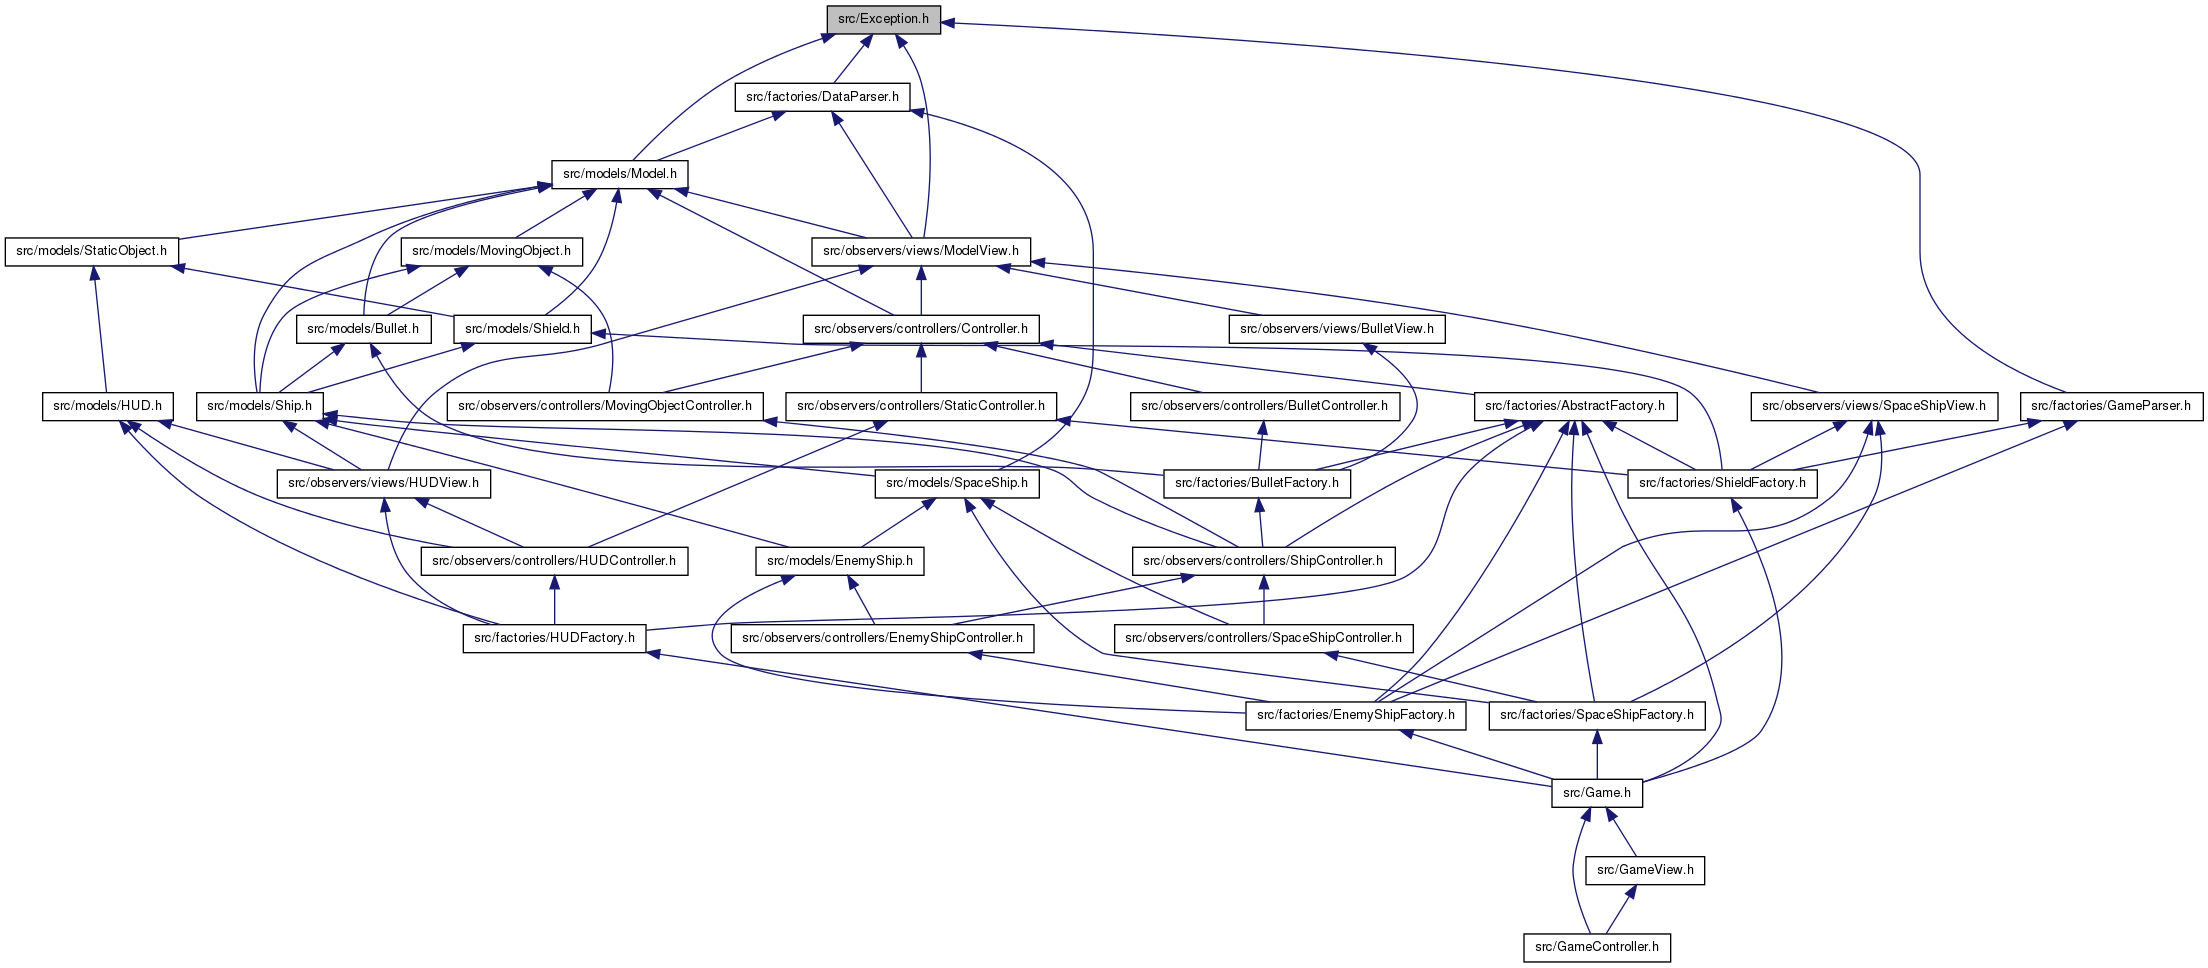 src/Exception.h
src/factories/DataParser.h
src/models/Model.h
src/models/StaticObject.h
src/models/MovingObject.h
src/observers/views/ModelView.h
src/models/Bullet.h
src/models/Shield.h
src/observers/controllers/Controller.h
src/observers/views/BulletView.h
src/models/HUD.h
src/models/Ship.h
src/observers/controllers/MovingObjectController.h
src/observers/controllers/StaticController.h
src/observers/controllers/BulletController.h
src/factories/AbstractFactory.h
src/observers/views/SpaceShipView.h
src/factories/GameParser.h
src/observers/views/HUDView.h
src/models/SpaceShip.h
src/factories/BulletFactory.h
src/factories/ShieldFactory.h
src/observers/controllers/HUDController.h
src/models/EnemyShip.h
src/observers/controllers/ShipController.h
src/factories/HUDFactory.h
src/observers/controllers/EnemyShipController.h
src/observers/controllers/SpaceShipController.h
src/factories/EnemyShipFactory.h
src/factories/SpaceShipFactory.h
src/Game.h
src/GameView.h
src/GameController.h